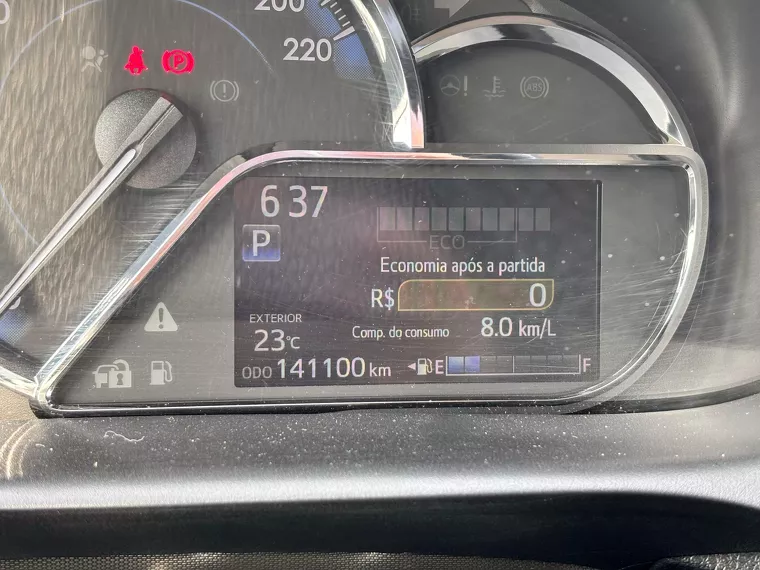 200
220
ABS
6 37
P
ECO
Economia após a partida
R$ 0
EXTERIOR
23°C
Comp. do consumo 8.0 km/L
ODO 141100 km
E F